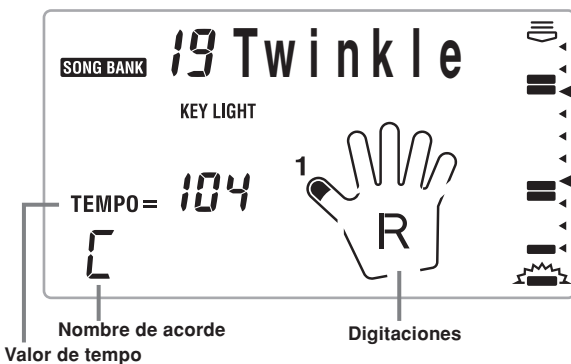 SONG BANK 19 Twinkle
KEY LIGHT
1
TEMPO= 104
R
C
Nombre de acorde
Digitaciones
Valor de tempo